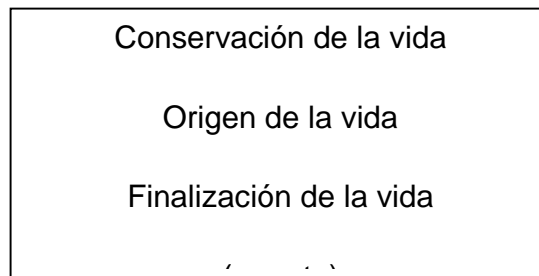 Conservación de la vida
Origen de la vida
Finalización de la vida